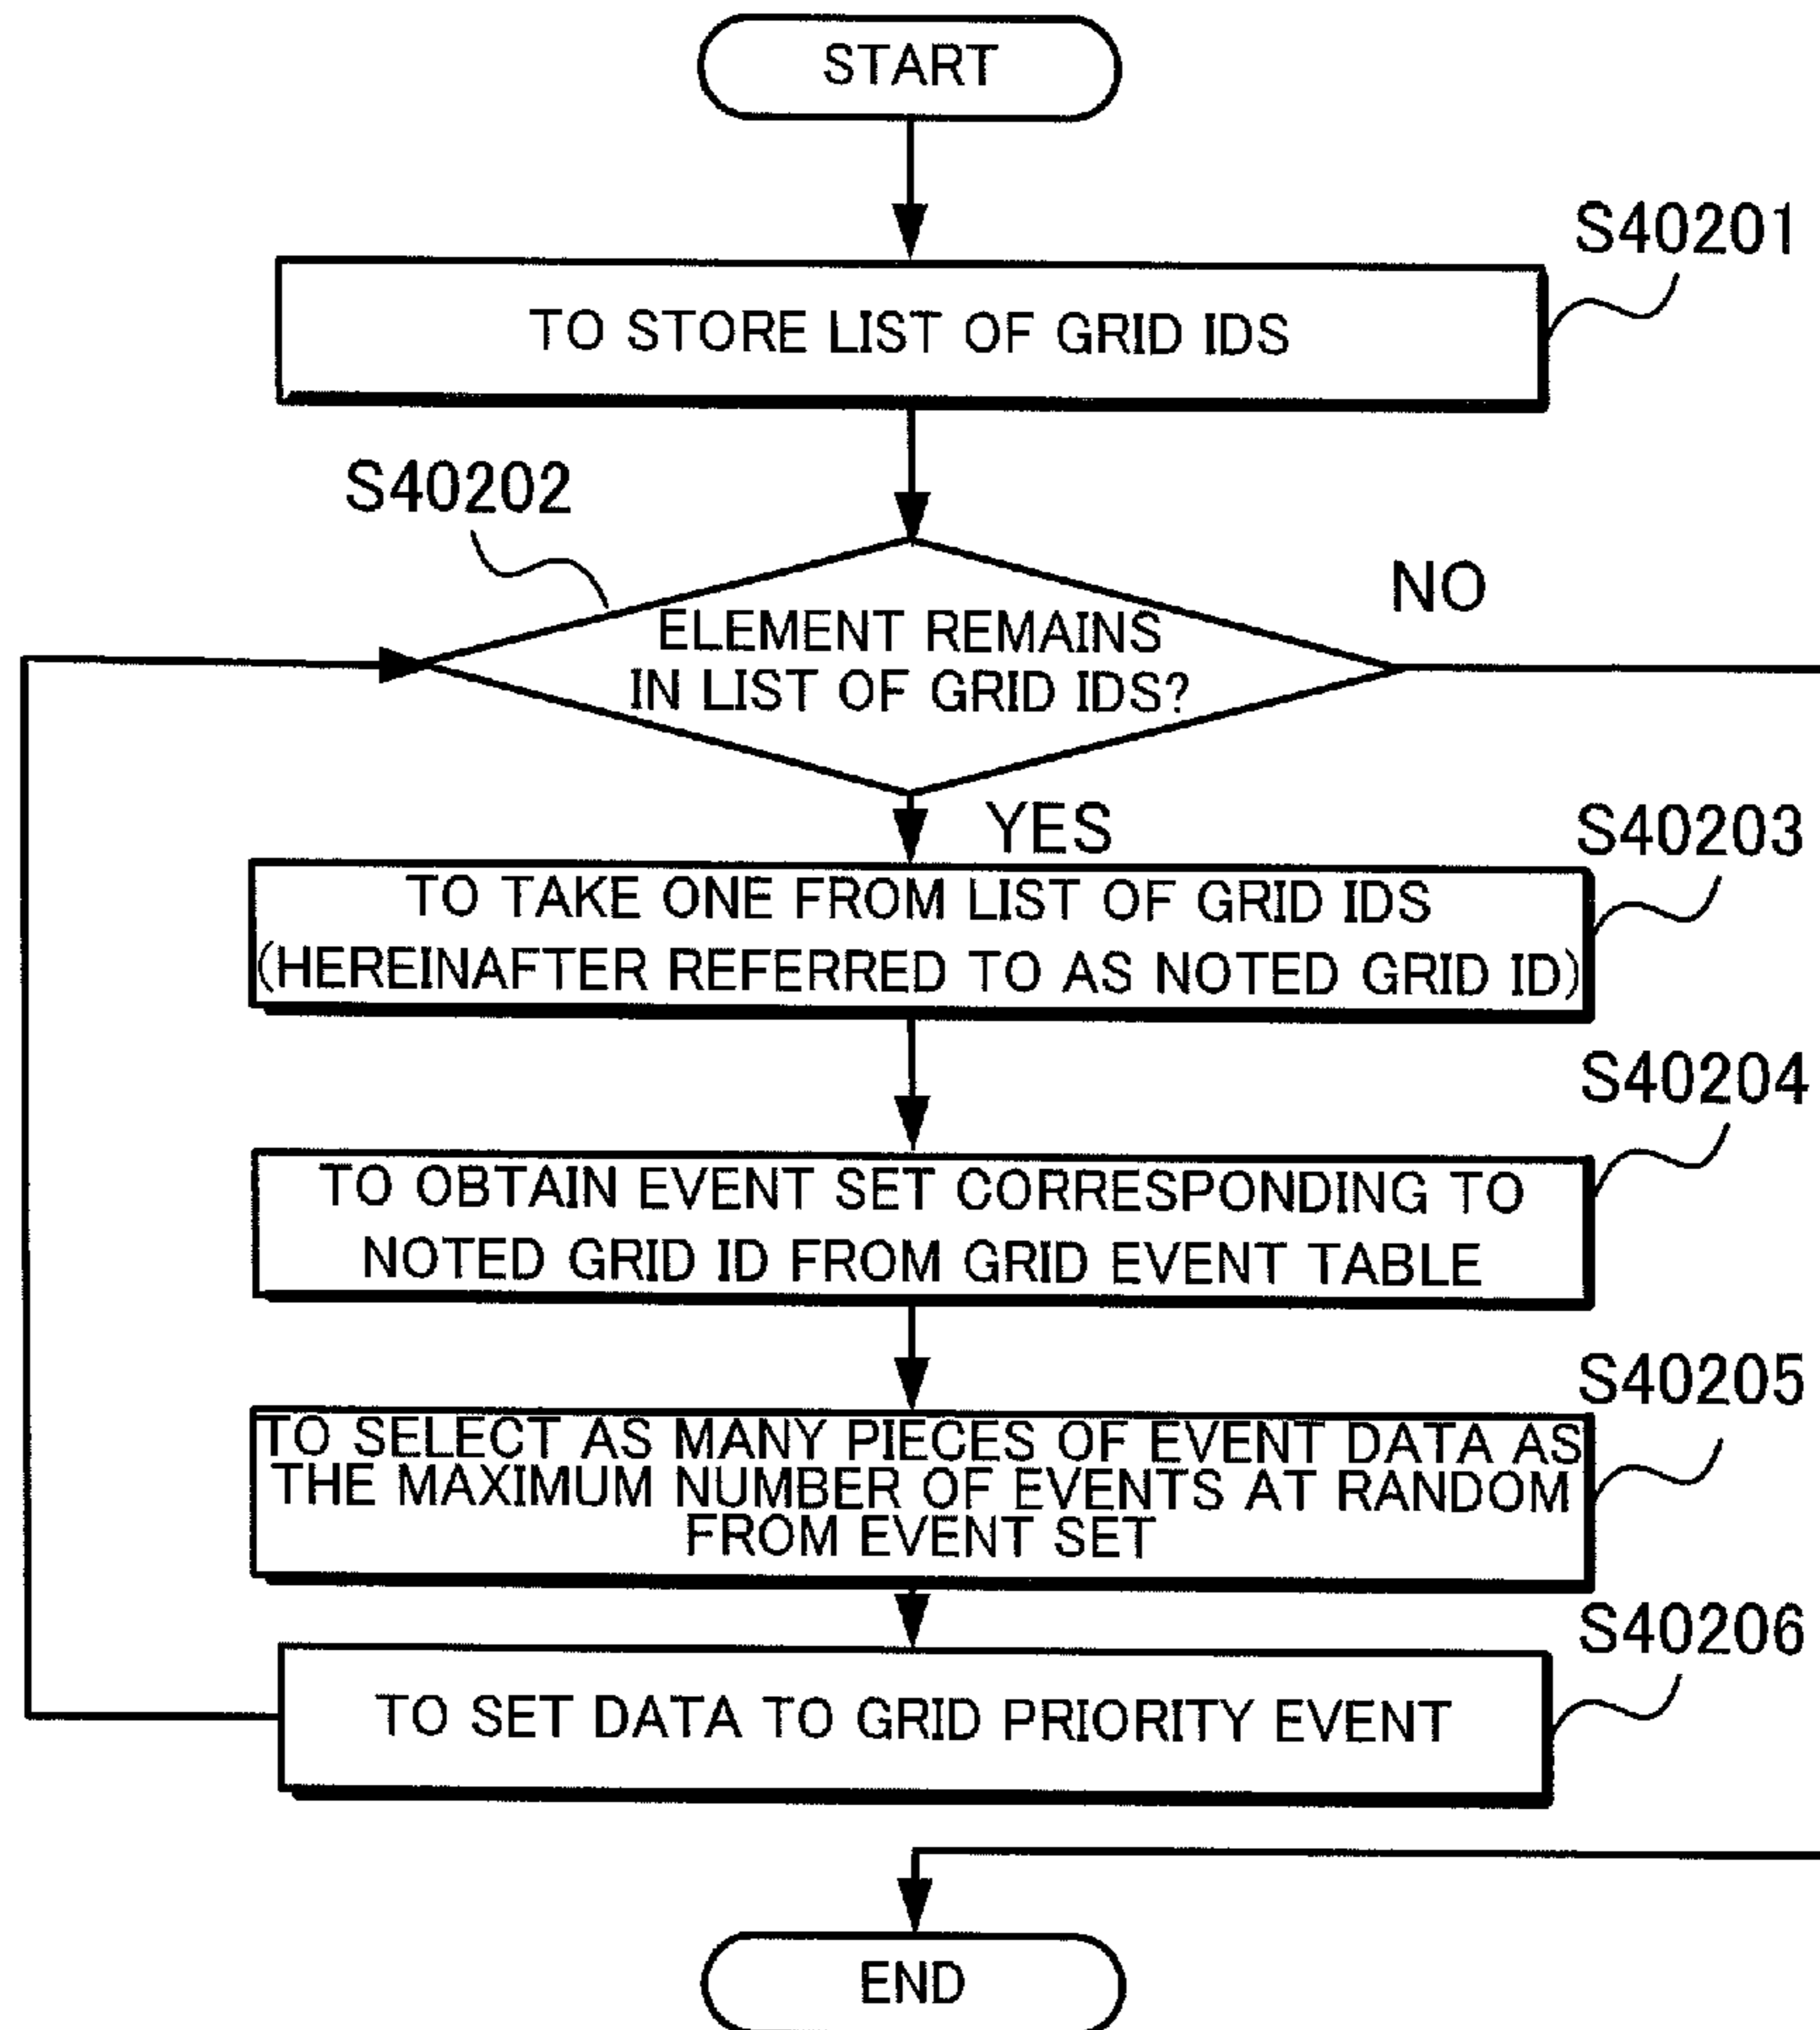 START
S40201
TO STORE LIST OF GRID IDS
S40202
NO
ELEMENT REMAINS
IN LIST OF GRID IDS?
YES
S40203
TO TAKE ONE FROM LIST OF GRID IDS
(HEREINAFTER REFERRED TO AS NOTED GRID ID)
S40204
TO OBTAIN EVENT SET CORRESPONDING TO
NOTED GRID ID FROM GRID EVENT TABLE
S40205
TO SELECT AS MANY PIECES OF EVENT DATA AS
THE MAXIMUM NUMBER OF EVENTS AT RANDOM
FROM EVENT SET
S40206
TO SET DATA TO GRID PRIORITY EVENT
END